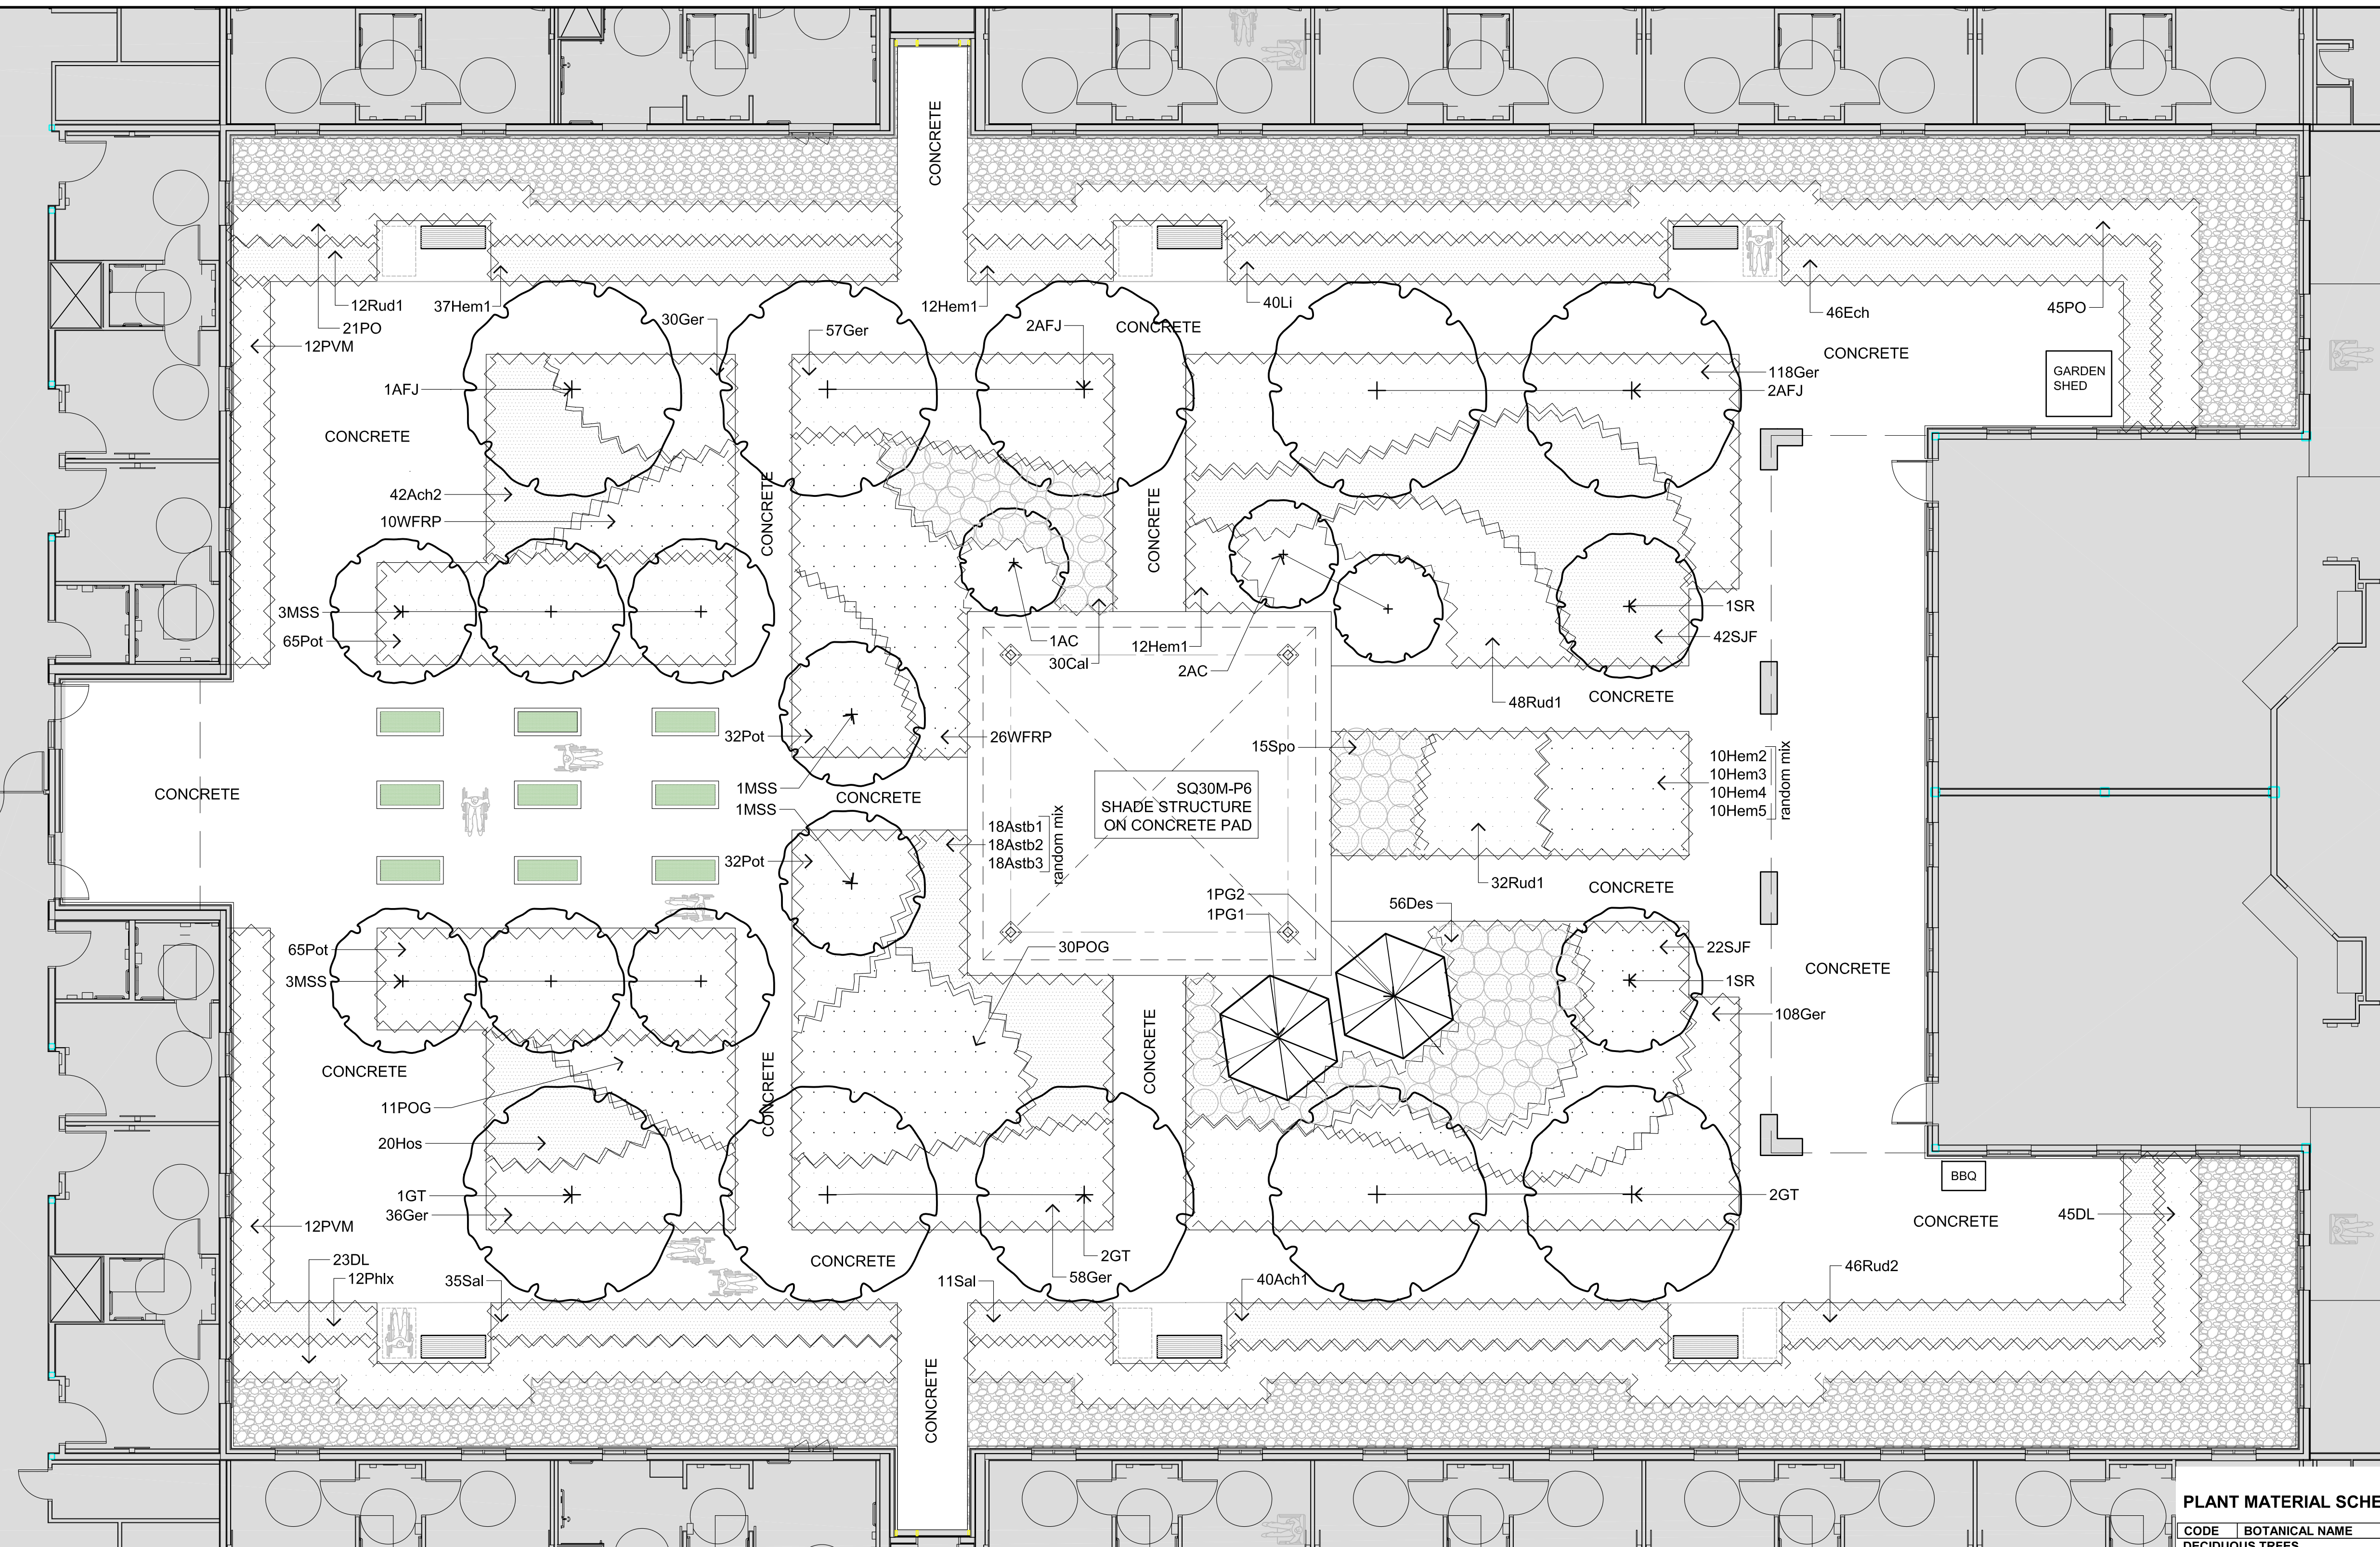 CONCRETE
12Rud1
21PO
12PVM
37Hem1
30Ger
57Ger
12Hem1
2AFJ
CONCRETE
40Li
46Ech
45PO
CONCRETE
GARDEN
SHED
118Ger
2AFJ
1AFJ
CONCRETE
42Ach2
10WFRP
CONCRETE
CONCRETE
3MSS
65Pot
1AC
30Cal
12Hem1
2AC
1SR
42SJF
48Rud1
CONCRETE
32Pot
26WFRP
15Spo
10Hem2
10Hem3
10Hem4
10Hem5
random mix
CONCRETE
1MSS
1MSS
CONCRETE
SQ30M-P6
SHADE STRUCTURE
ON CONCRETE PAD
18Astb1
18Astb2
18Astb3
random mix
32Pot
32Rud1
CONCRETE
1PG2
1PG1
56Des
65Pot
3MSS
30POG
22SJF
1SR
CONCRETE
108Ger
CONCRETE
CONCRETE
CONCRETE
11POG
20Hos
1GT
36Ger
2GT
BBQ
45DL
CONCRETE
12PVM
23DL
12Phlx
35Sal
CONCRETE
2GT
58Ger
11Sal
40Ach1
46Rud2
CONCRETE
PLANT MATERIAL SCHE
CODE BOTANICAL NAME
DECIDUOUS TREES